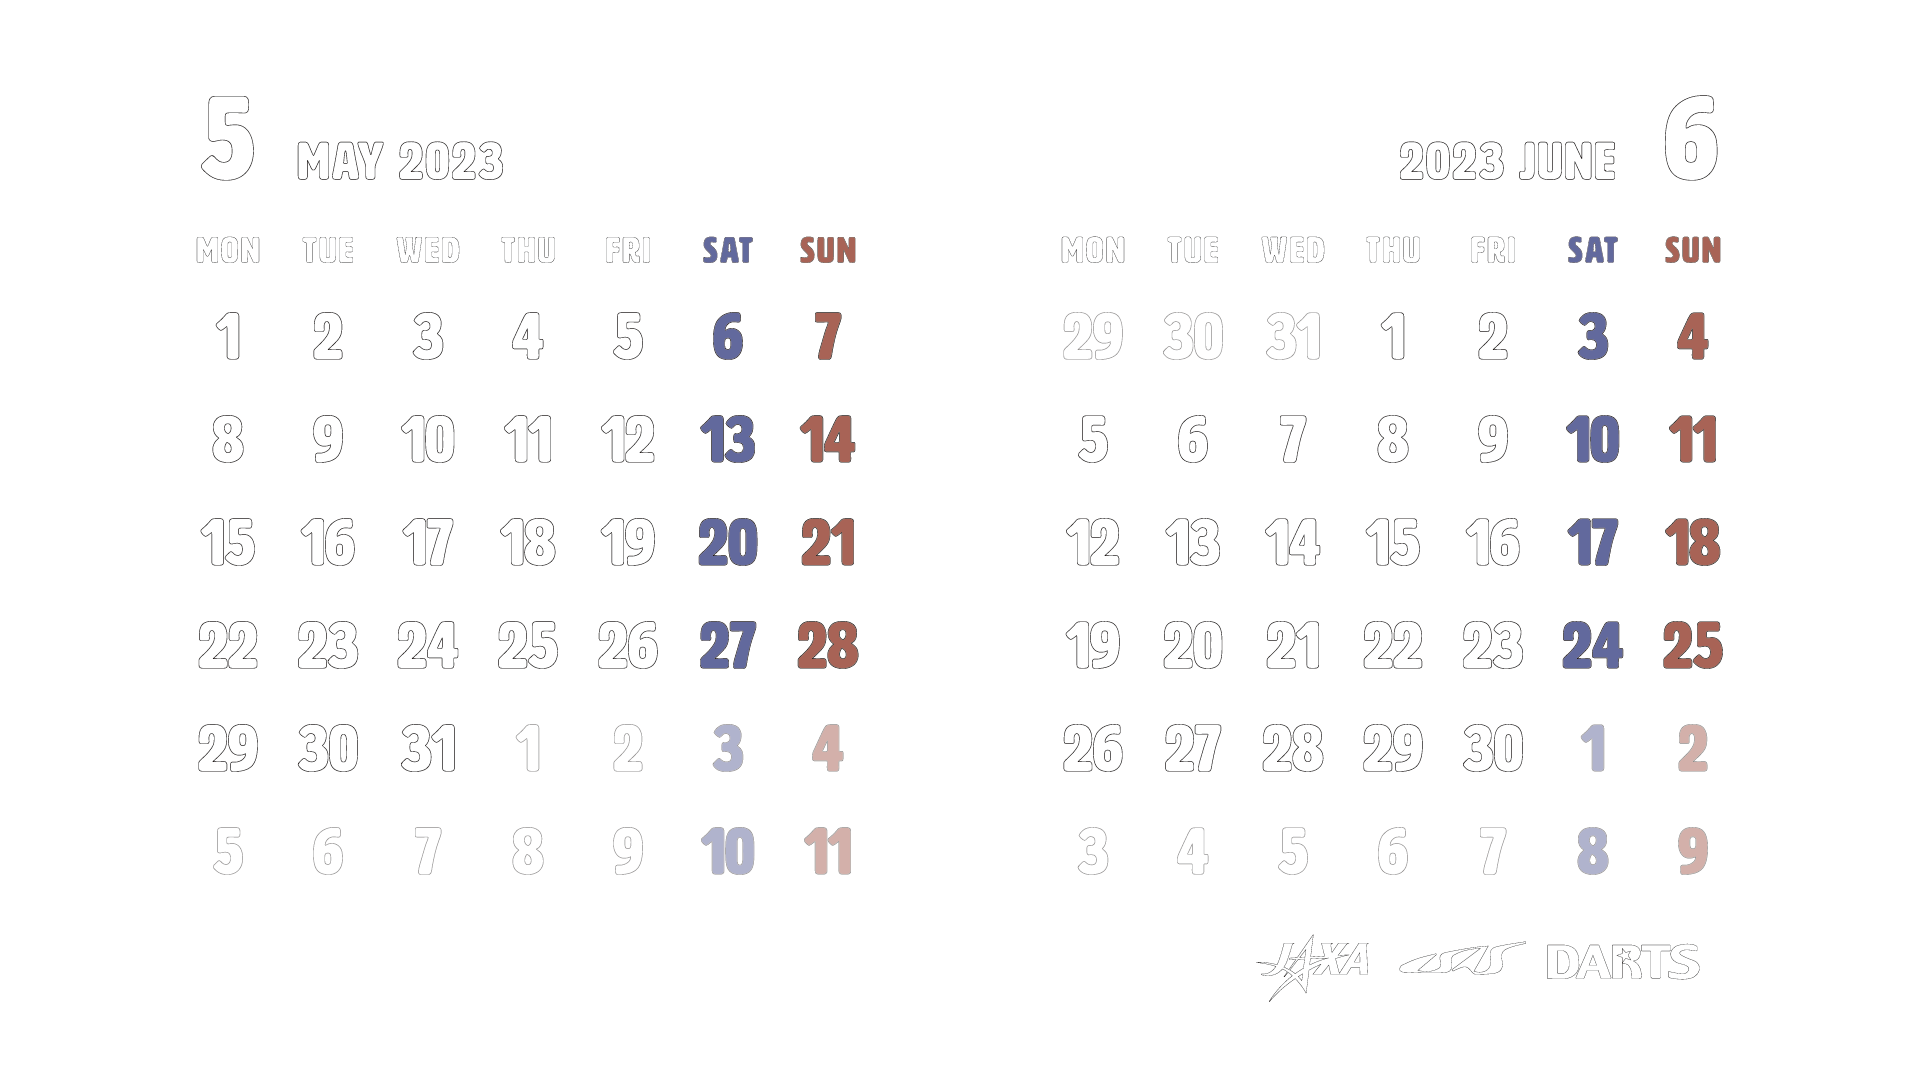 5 MAY 2023
MON TUE WED THU FRI SAT SUN
1 2 3 4 5 6 7
8 9 10 11 12 13 14
15 16 17 18 19 20 21
22 23 24 25 26 27 28
29 30 31 1 2 3 4
5 6 7 8 9 10 11
2023 JUNE 6
MON TUE WED THU FRI SAT SUN
29 30 31 1 2 3 4
5 6 7 8 9 10 11
12 13 14 15 16 17 18
19 20 21 22 23 24 25
26 27 28 29 30 1 2
3 4 5 6 7 8 9
JAXA ISAS DARTS